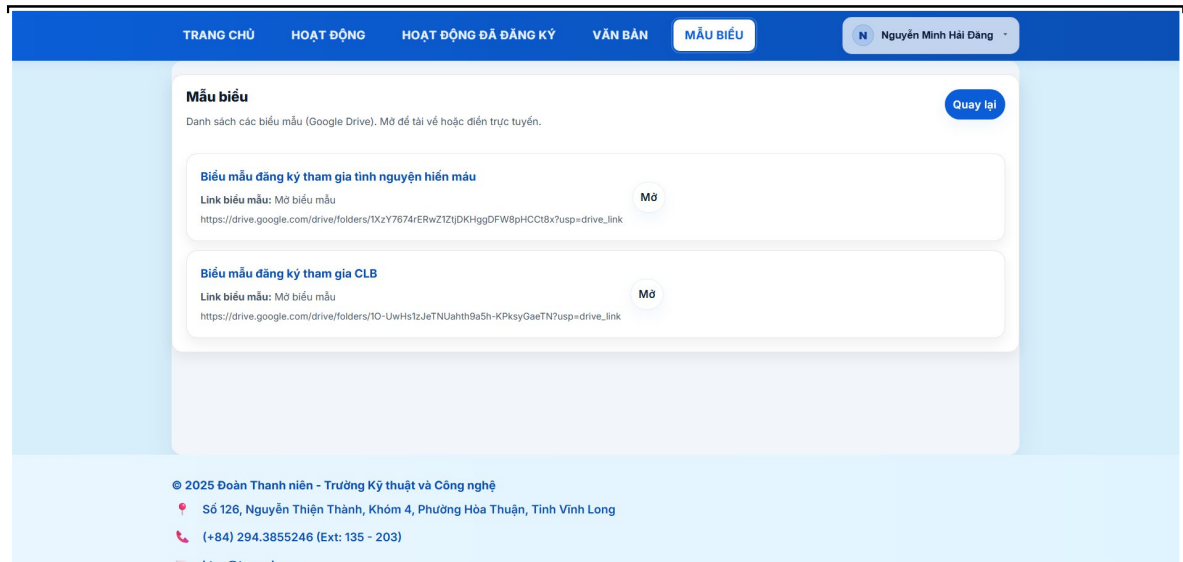 TRANG CHỦ HOẠT ĐỘNG HOẠT ĐỘNG ĐÃ ĐĂNG KÝ VĂN BẢN MẪU BIỂU N Nguyễn Minh Hải Đăng
Mẫu biểu
Quay lại
Danh sách các biểu mẫu (Google Drive). Mở để tải về hoặc điền trực tuyến.
Biểu mẫu đăng ký tham gia tình nguyện hiến máu
Link biểu mẫu: Mở biểu mẫu
Mở
https://drive.google.com/drive/folders/1XzY7674rERwZ1ZtjDKHggDFW8pHCCt8x?usp=drive_link
Biểu mẫu đăng ký tham gia CLB
Link biểu mẫu: Mở biểu mẫu
Mở
https://drive.google.com/drive/folders/1O-UwHs1zJeTNUahth9a5h-KPksyGaeTN?usp=drive_link
© 2025 Đoàn Thanh niên - Trường Kỹ thuật và Công nghệ
Số 126, Nguyễn Thiện Thành, Khóm 4, Phường Hòa Thuận, Tỉnh Vĩnh Long
(+84) 294.3855246 (Ext: 135 - 203)